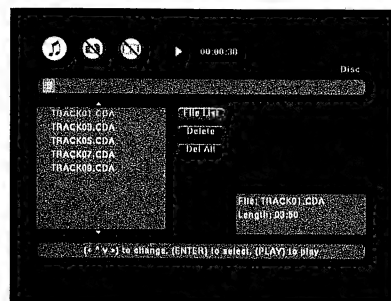 00:00:30
Disc
TRACK01.CDA
TRACK03.CDA
TRACK05.CDA
TRACK07.CDA
TRACK09.CDA
File List
Delete
Del All
File: TRACK01.CDA
Length: 03:50
(< ^ v >) to change, (ENTER) to select, (PLAY) to play